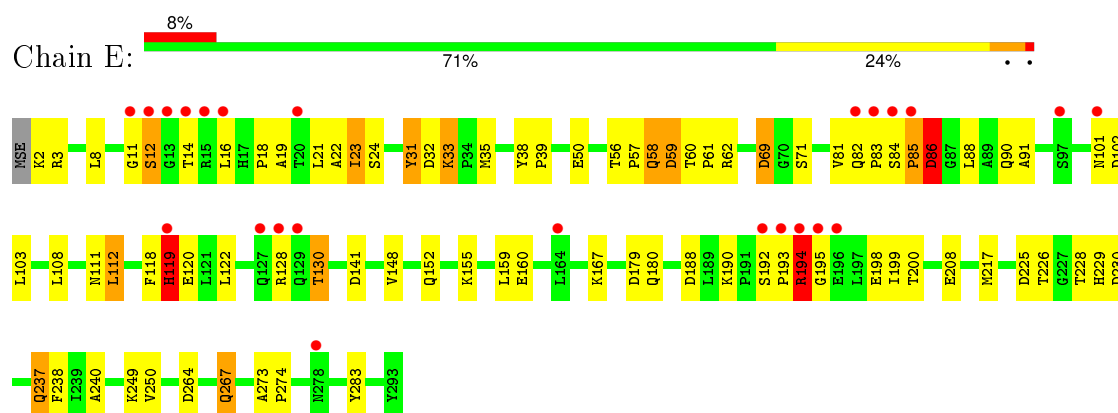 8%
Chain E:
71% 24% • •
MSE K2 R3 L8 G11 S12 G13 T14 R15 L16 H17 P18 A19 T20 L21 A22 I23 S24 Y31 D32 K33 P34 M35 Y38 P39 E50 T56 P57 Q58 D59 T60 P61 R62 D69 G70 S71 V81 Q82 P83 S84 P85 D86 G87 L88 A89 Q90 A91 S97 N101 D102
L103 L108 N111 L112 F118 H119 E120 L121 L122 Q127 R128 Q129 T130 D141 V148 Q152 K155 L159 E160 L164 K167 D179 Q180 D188 L189 K190 P191 S192 P193 R194 G195 E196 L197 E198 I199 T200 E208 M217 D225 T226 G227 T228 H229 D230
Q237 F238 I239 A240 K249 V250 D264 Q267 A273 P274 N278 Y283 Y293